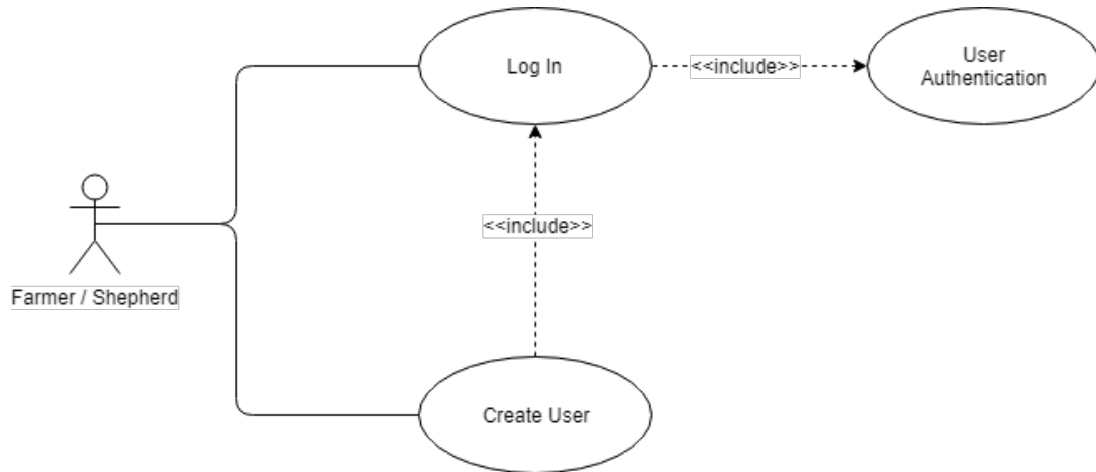 Log In
<<include>>
User
Authentication
<<include>>
Farmer / Shepherd
Create User